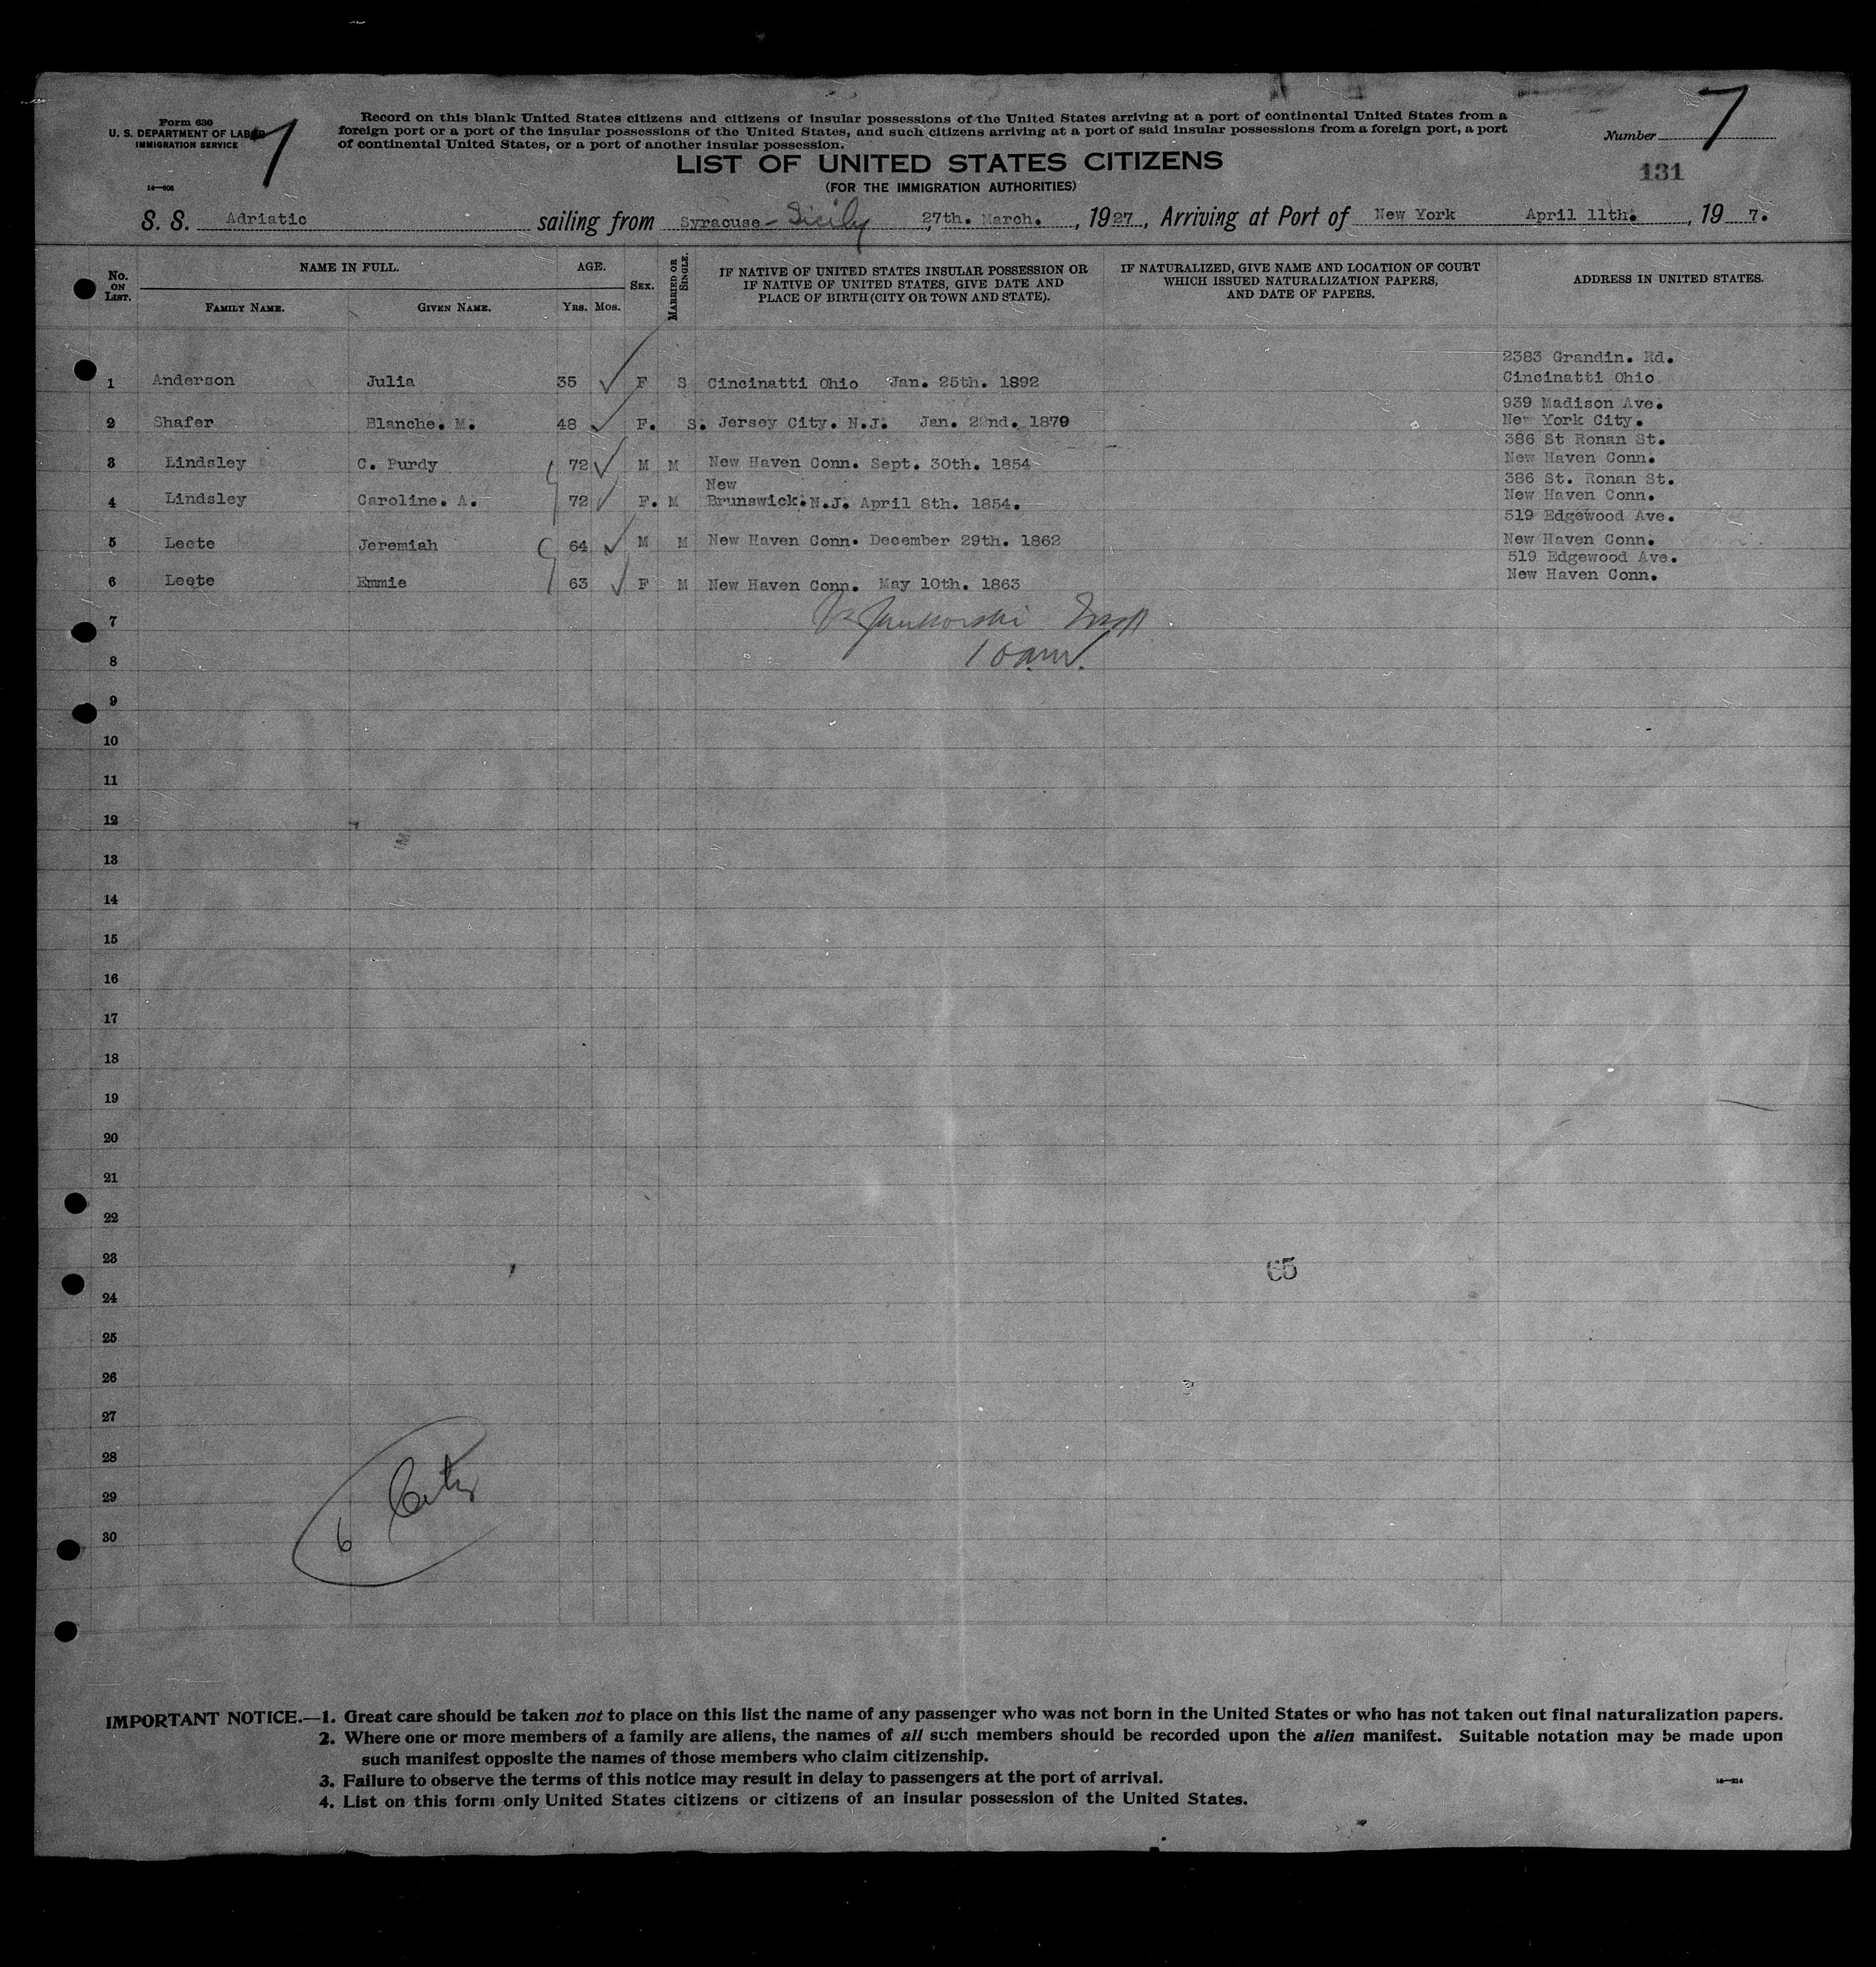 Form 630
U. S. DEPARTMENT OF LABOR
IMMIGRATION SERVICE
7
14—606
Record on this blank United States citizens and citizens of insular possessions of the United States arriving at a port of continental United States from a
foreign port or a port of the insular possessions of the United States, and such citizens arriving at a port of said insular possessions from a foreign port, a port
of continental United States, or a port of another insular possession.
LIST OF UNITED STATES CITIZENS
(FOR THE IMMIGRATION AUTHORITIES)
Number 7
131
S. S. Adriatic sailing from Syracuse - Sicily, 27th. March. , 1927 , Arriving at Port of New York April 11th. , 19 7.
No. ON LIST.
NAME IN FULL.
FAMILY NAME. GIVEN NAME.
AGE.
YRS. MOS.
SEX.
MARRIED OR SINGLE.
IF NATIVE OF UNITED STATES INSULAR POSSESSION OR
IF NATIVE OF UNITED STATES, GIVE DATE AND
PLACE OF BIRTH (CITY OR TOWN AND STATE).
IF NATURALIZED, GIVE NAME AND LOCATION OF COURT
WHICH ISSUED NATURALIZATION PAPERS,
AND DATE OF PAPERS.
ADDRESS IN UNITED STATES.
2383 Grandin. Rd.
1 Anderson Julia 35 F S Cincinatti Ohio Jan. 25th. 1892 Cincinatti Ohio
939 Madison Ave.
2 Shafer Blanche. M. 48 F. S. Jersey City. N.J. Jan. 22nd. 1879 New York City.
386 St Ronan St.
3 Lindsley C. Purdy 72 M M New Haven Conn. Sept. 30th. 1854 New Haven Conn.
New 386 St. Ronan St.
4 Lindsley Caroline. A. 72 F. M Brunswick. N.J. April 8th. 1854. New Haven Conn.
519 Edgewood Ave.
5 Leete Jeremiah 64 M M New Haven Conn. December 29th. 1862 New Haven Conn.
519 Edgewood Ave.
6 Leete Emmie 63 F M New Haven Conn. May 10th. 1863 New Haven Conn.
7
8 10 am.
9
10
11
12
13
14
15
16
17
18
19
20
21
22
23 65
24
25
26
27
28
29
30
6
IMPORTANT NOTICE.—1. Great care should be taken not to place on this list the name of any passenger who was not born in the United States or who has not taken out final naturalization papers.
2. Where one or more members of a family are aliens, the names of all such members should be recorded upon the alien manifest. Suitable notation may be made upon
such manifest opposite the names of those members who claim citizenship.
3. Failure to observe the terms of this notice may result in delay to passengers at the port of arrival.
4. List on this form only United States citizens or citizens of an insular possession of the United States.